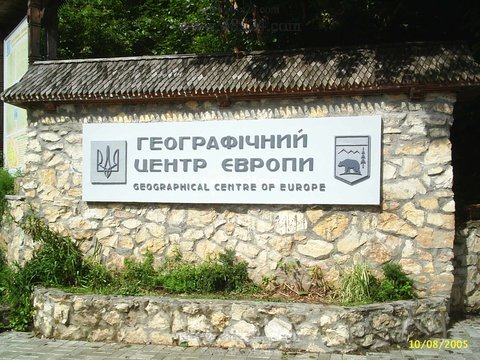 ГЕОГРАФІЧНИЙ
ЦЕНТР ЄВРОПИ
GEOGRAPHICAL CENTRE OF EUROPE
10/08/2005